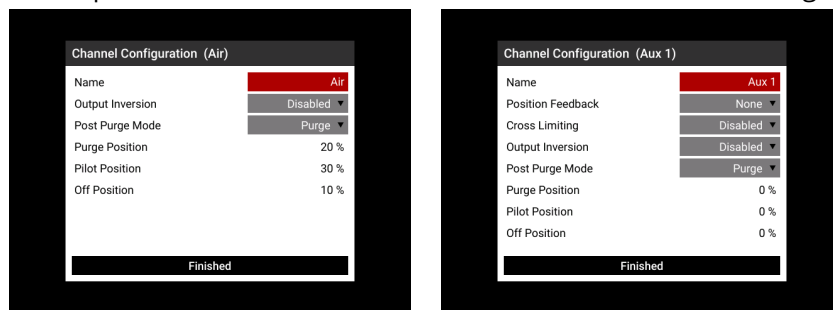 Channel Configuration (Air)
Name Air
Output Inversion Disabled
Post Purge Mode Purge
Purge Position 20 %
Pilot Position 30 %
Off Position 10 %
Finished
Channel Configuration (Aux 1)
Name Aux 1
Position Feedback None
Cross Limiting Disabled
Output Inversion Disabled
Post Purge Mode Purge
Purge Position 0 %
Pilot Position 0 %
Off Position 0 %
Finished